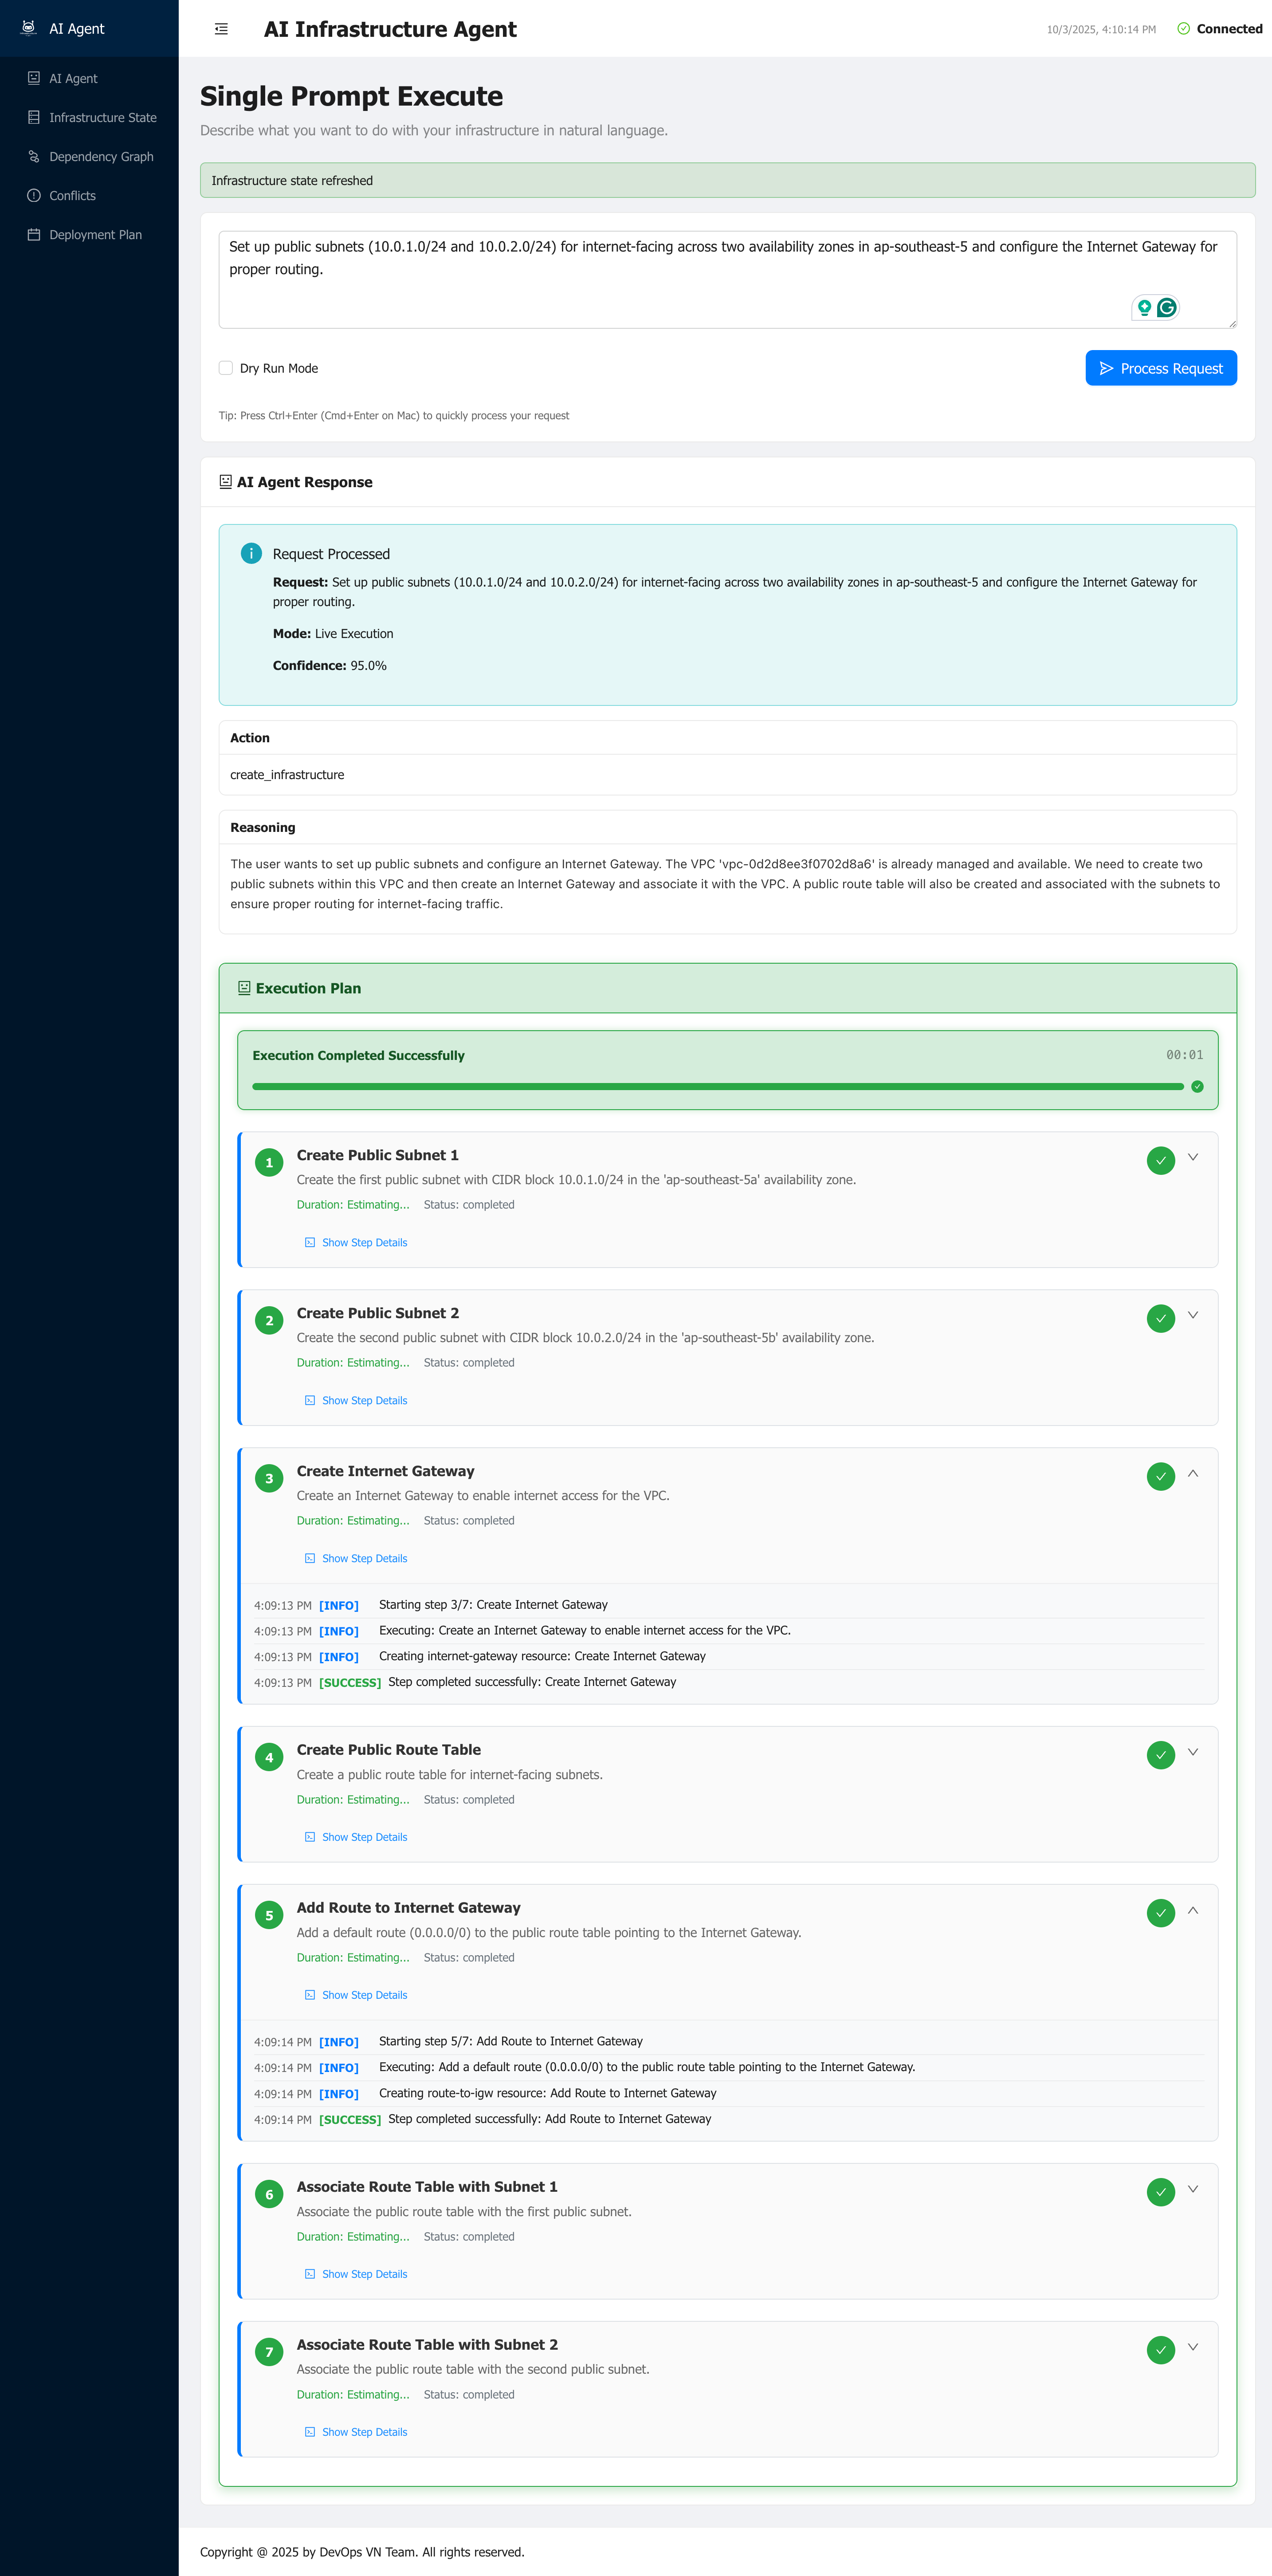 AI Agent
AI Agent
Infrastructure State
Dependency Graph
Conflicts
Deployment Plan
AI Infrastructure Agent
10/3/2025, 4:10:14 PM
Connected
Single Prompt Execute
Describe what you want to do with your infrastructure in natural language.
Infrastructure state refreshed
Set up public subnets (10.0.1.0/24 and 10.0.2.0/24) for internet-facing across two availability zones in ap-southeast-5 and configure the Internet Gateway for
proper routing.
Dry Run Mode
Process Request
Tip: Press Ctrl+Enter (Cmd+Enter on Mac) to quickly process your request
AI Agent Response
Request Processed
Request: Set up public subnets (10.0.1.0/24 and 10.0.2.0/24) for internet-facing across two availability zones in ap-southeast-5 and configure the Internet Gateway for
proper routing.
Mode: Live Execution
Confidence: 95.0%
Action
create_infrastructure
Reasoning
The user wants to set up public subnets and configure an Internet Gateway. The VPC 'vpc-0d2d8ee3f0702d8a6' is already managed and available. We need to create two
public subnets within this VPC and then create an Internet Gateway and associate it with the VPC. A public route table will also be created and associated with the subnets to
ensure proper routing for internet-facing traffic.
Execution Plan
Execution Completed Successfully
00:01
1
Create Public Subnet 1
Create the first public subnet with CIDR block 10.0.1.0/24 in the 'ap-southeast-5a' availability zone.
Duration: Estimating... Status: completed
Show Step Details
2
Create Public Subnet 2
Create the second public subnet with CIDR block 10.0.2.0/24 in the 'ap-southeast-5b' availability zone.
Duration: Estimating... Status: completed
Show Step Details
3
Create Internet Gateway
Create an Internet Gateway to enable internet access for the VPC.
Duration: Estimating... Status: completed
Show Step Details
4:09:13 PM [INFO] Starting step 3/7: Create Internet Gateway
4:09:13 PM [INFO] Executing: Create an Internet Gateway to enable internet access for the VPC.
4:09:13 PM [INFO] Creating internet-gateway resource: Create Internet Gateway
4:09:13 PM [SUCCESS] Step completed successfully: Create Internet Gateway
4
Create Public Route Table
Create a public route table for internet-facing subnets.
Duration: Estimating... Status: completed
Show Step Details
5
Add Route to Internet Gateway
Add a default route (0.0.0.0/0) to the public route table pointing to the Internet Gateway.
Duration: Estimating... Status: completed
Show Step Details
4:09:14 PM [INFO] Starting step 5/7: Add Route to Internet Gateway
4:09:14 PM [INFO] Executing: Add a default route (0.0.0.0/0) to the public route table pointing to the Internet Gateway.
4:09:14 PM [INFO] Creating route-to-igw resource: Add Route to Internet Gateway
4:09:14 PM [SUCCESS] Step completed successfully: Add Route to Internet Gateway
6
Associate Route Table with Subnet 1
Associate the public route table with the first public subnet.
Duration: Estimating... Status: completed
Show Step Details
7
Associate Route Table with Subnet 2
Associate the public route table with the second public subnet.
Duration: Estimating... Status: completed
Show Step Details
Copyright @ 2025 by DevOps VN Team. All rights reserved.